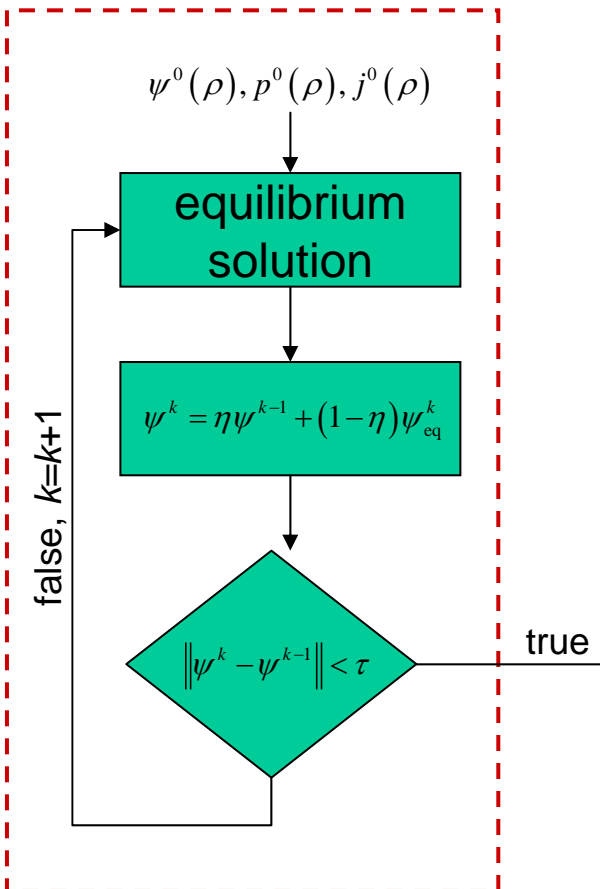 ψ⁰(ρ), p⁰(ρ), j⁰(ρ)
equilibrium
solution
ψᵏ = ηψᵏ⁻¹ + (1−η)ψᵏ_eq
false, k=k+1
‖ψᵏ − ψᵏ⁻¹‖ < τ
true